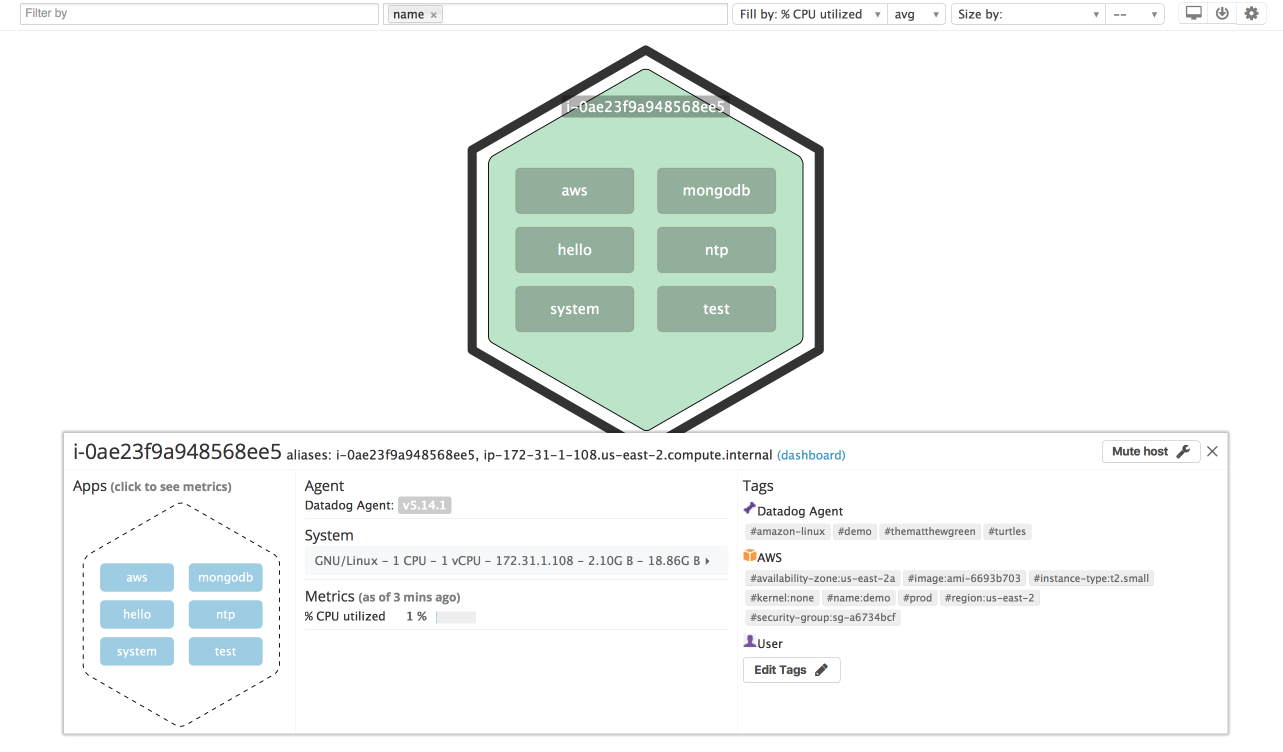 Filter by name × Fill by: % CPU utilized ▾ avg ▾ Size by: ▾ -- ▾
i-0ae23f9a948568ee5
aws mongodb
hello ntp
system test
i-0ae23f9a948568ee5 aliases: i-0ae23f9a948568ee5, ip-172-31-1-108.us-east-2.compute.internal (dashboard) Mute host ×
Apps (click to see metrics)
aws mongodb
hello ntp
system test
Agent
Datadog Agent: v5.14.1
System
GNU/Linux – 1 CPU – 1 vCPU – 172.31.1.108 – 2.10G B – 18.86G B ▸
Metrics (as of 3 mins ago)
% CPU utilized 1 %
Tags
Datadog Agent
#amazon-linux #demo #thematthewgreen #turtles
AWS
#availability-zone:us-east-2a #image:ami-6693b703 #instance-type:t2.small
#kernel:none #name:demo #prod #region:us-east-2
#security-group:sg-a6734bcf
User
Edit Tags